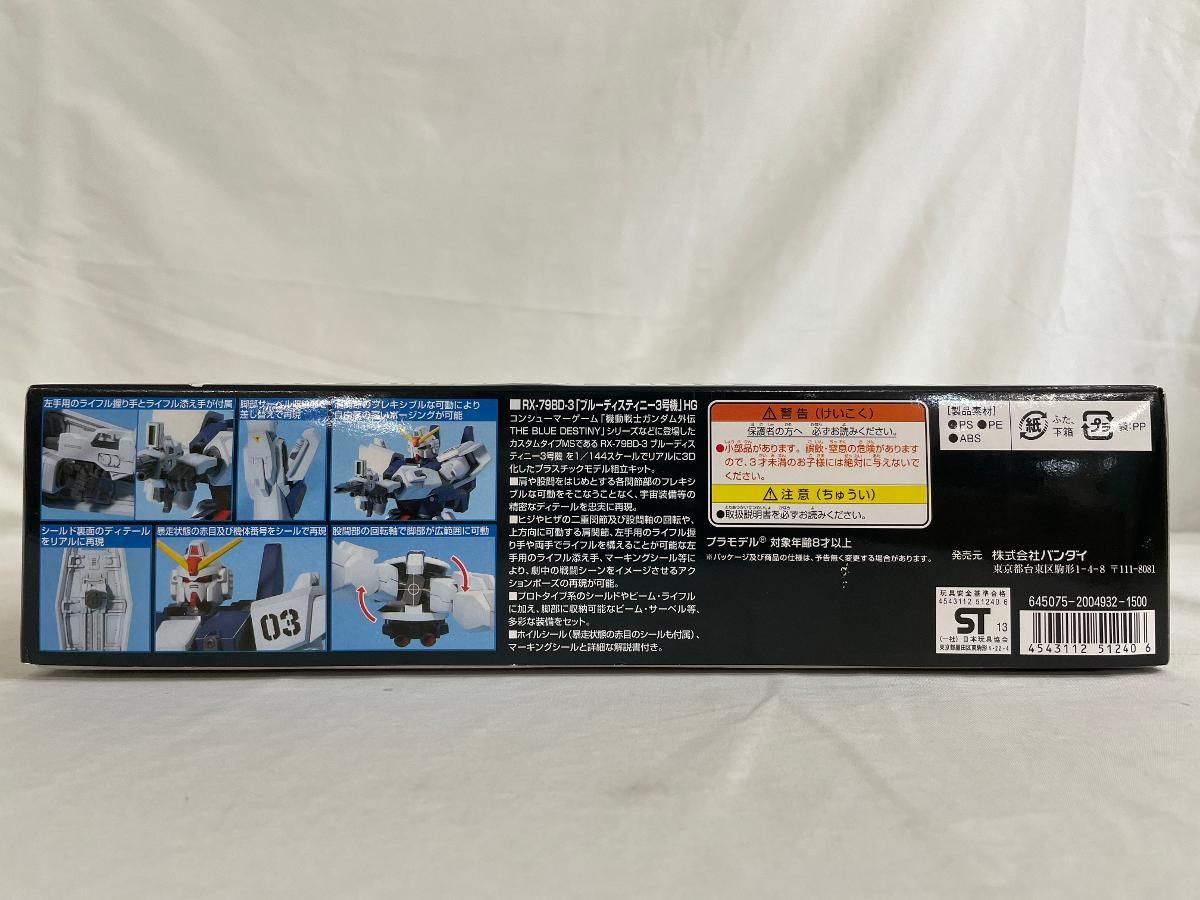 左手用のライフル握り手とライフル添え手が付属
脚部サーベル収納部を
差し替えで再現
フレキシブルな可動により
自由度の高いポージングが可能
シールド裏面のディテール
をリアルに再現
暴走状態の赤目及び機体番号をシールで再現
股間部の回転軸で脚部が広範囲に可動
03
■RX-79BD-3「ブルーディスティニー3号機」HG
コンシューマーゲーム「機動戦士ガンダム外伝
THE BLUE DESTINY」シリーズなどに登場した
カスタムタイプMSである RX-79BD-3 ブルーディス
ティニー3号機 を1/144スケールでリアルに3D
化したプラスチックモデル組立キット。
■肩や股間をはじめとする各関節部のフレキシ
ブルな可動をそこなうことなく、宇宙装備等の
精密なディテールを忠実に再現。
■ヒジやヒザの二重関節及び股間軸の回転や、
上方向に可動する肩関節、左手用のライフル握
り手や両手でライフルを構えることが可能な左
手用のライフル添え手、マーキングシール等に
より、劇中の戦闘シーンをイメージさせるアク
ションポーズの再現が可能。
■プロトタイプ系のシールドやビーム・ライフル
に加え、脚部に収納可能なビーム・サーベル等、
多彩な装備をセット。
■ホイルシール(暴走状態の赤目のシールも付属)、
マーキングシールと詳細な解説書付き。
警告(けいこく)
保護者の方へ 必ずお読みください。
●小部品があります。誤飲・窒息の危険があります
ので、3才未満のお子様には絶対に与えないで
ください。
注意(ちゅうい)
●取扱説明書を必ずお読みください。
プラモデル® 対象年齢8才以上
※パッケージ及び商品の仕様は、予告無く変更する場合があります。
[製品素材]
●PS ●PE
●ABS
紙 ふた、
下箱
プラ 袋:PP
発売元 株式会社バンダイ
東京都台東区駒形1-4-8 〒111-8081
玩具安全基準合格
4543112 51240 6
ST 13
(一社)日本玩具協会
東京都墨田区東駒形4-22-4
645075-2004932-1500
4543112 512406